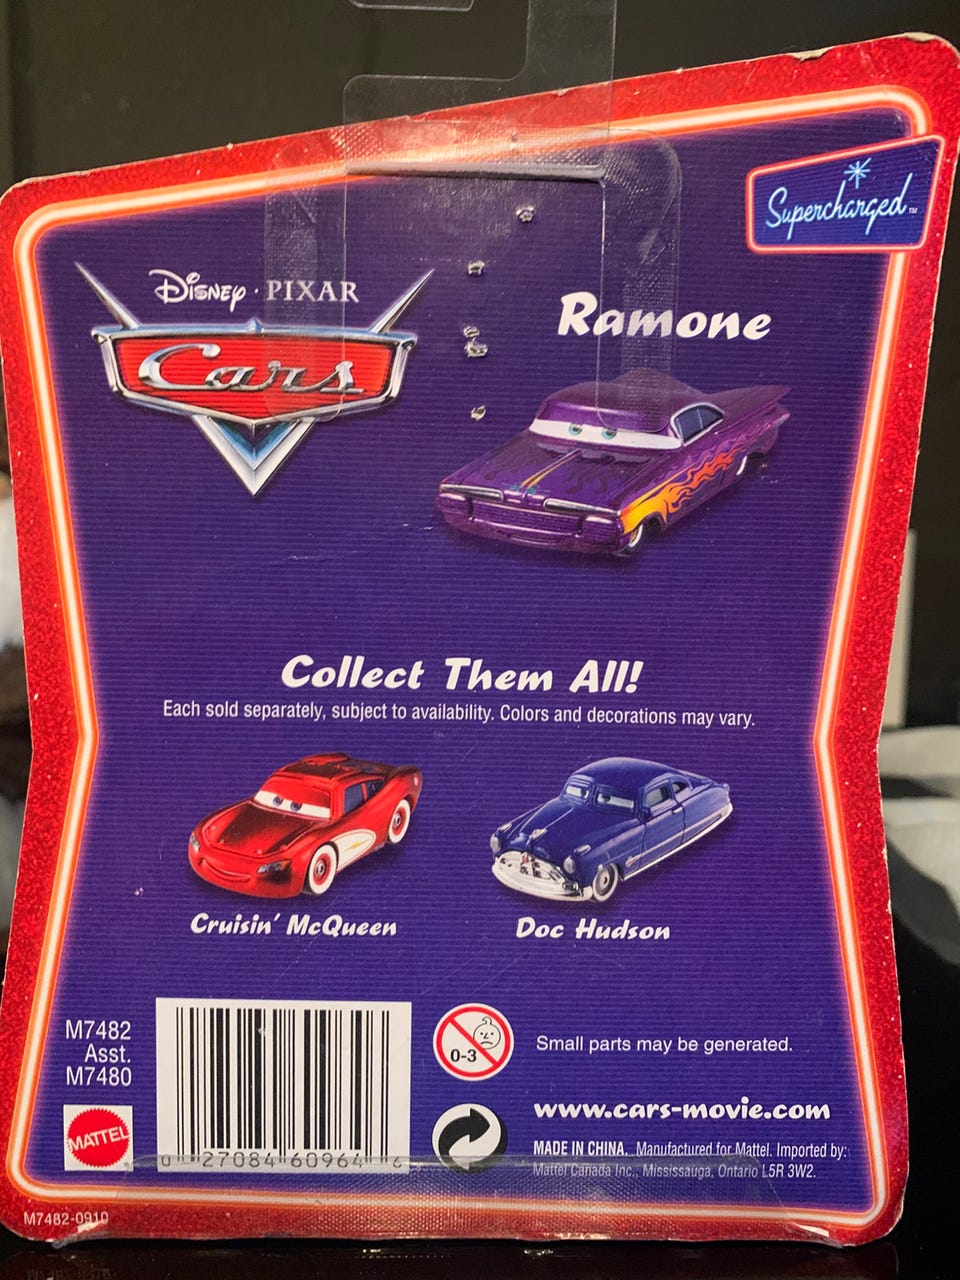 Supercharged™
DISNEY · PIXAR
Cars
Ramone
Collect Them All!
Each sold separately, subject to availability. Colors and decorations may vary.
Cruisin' McQueen
Doc Hudson
M7482
Asst.
M7480
MATTEL
0 27084 60964 6
0-3
Small parts may be generated.
www.cars-movie.com
MADE IN CHINA. Manufactured for Mattel. Imported by:
Mattel Canada Inc., Mississauga, Ontario L5R 3W2.
M7482-0910